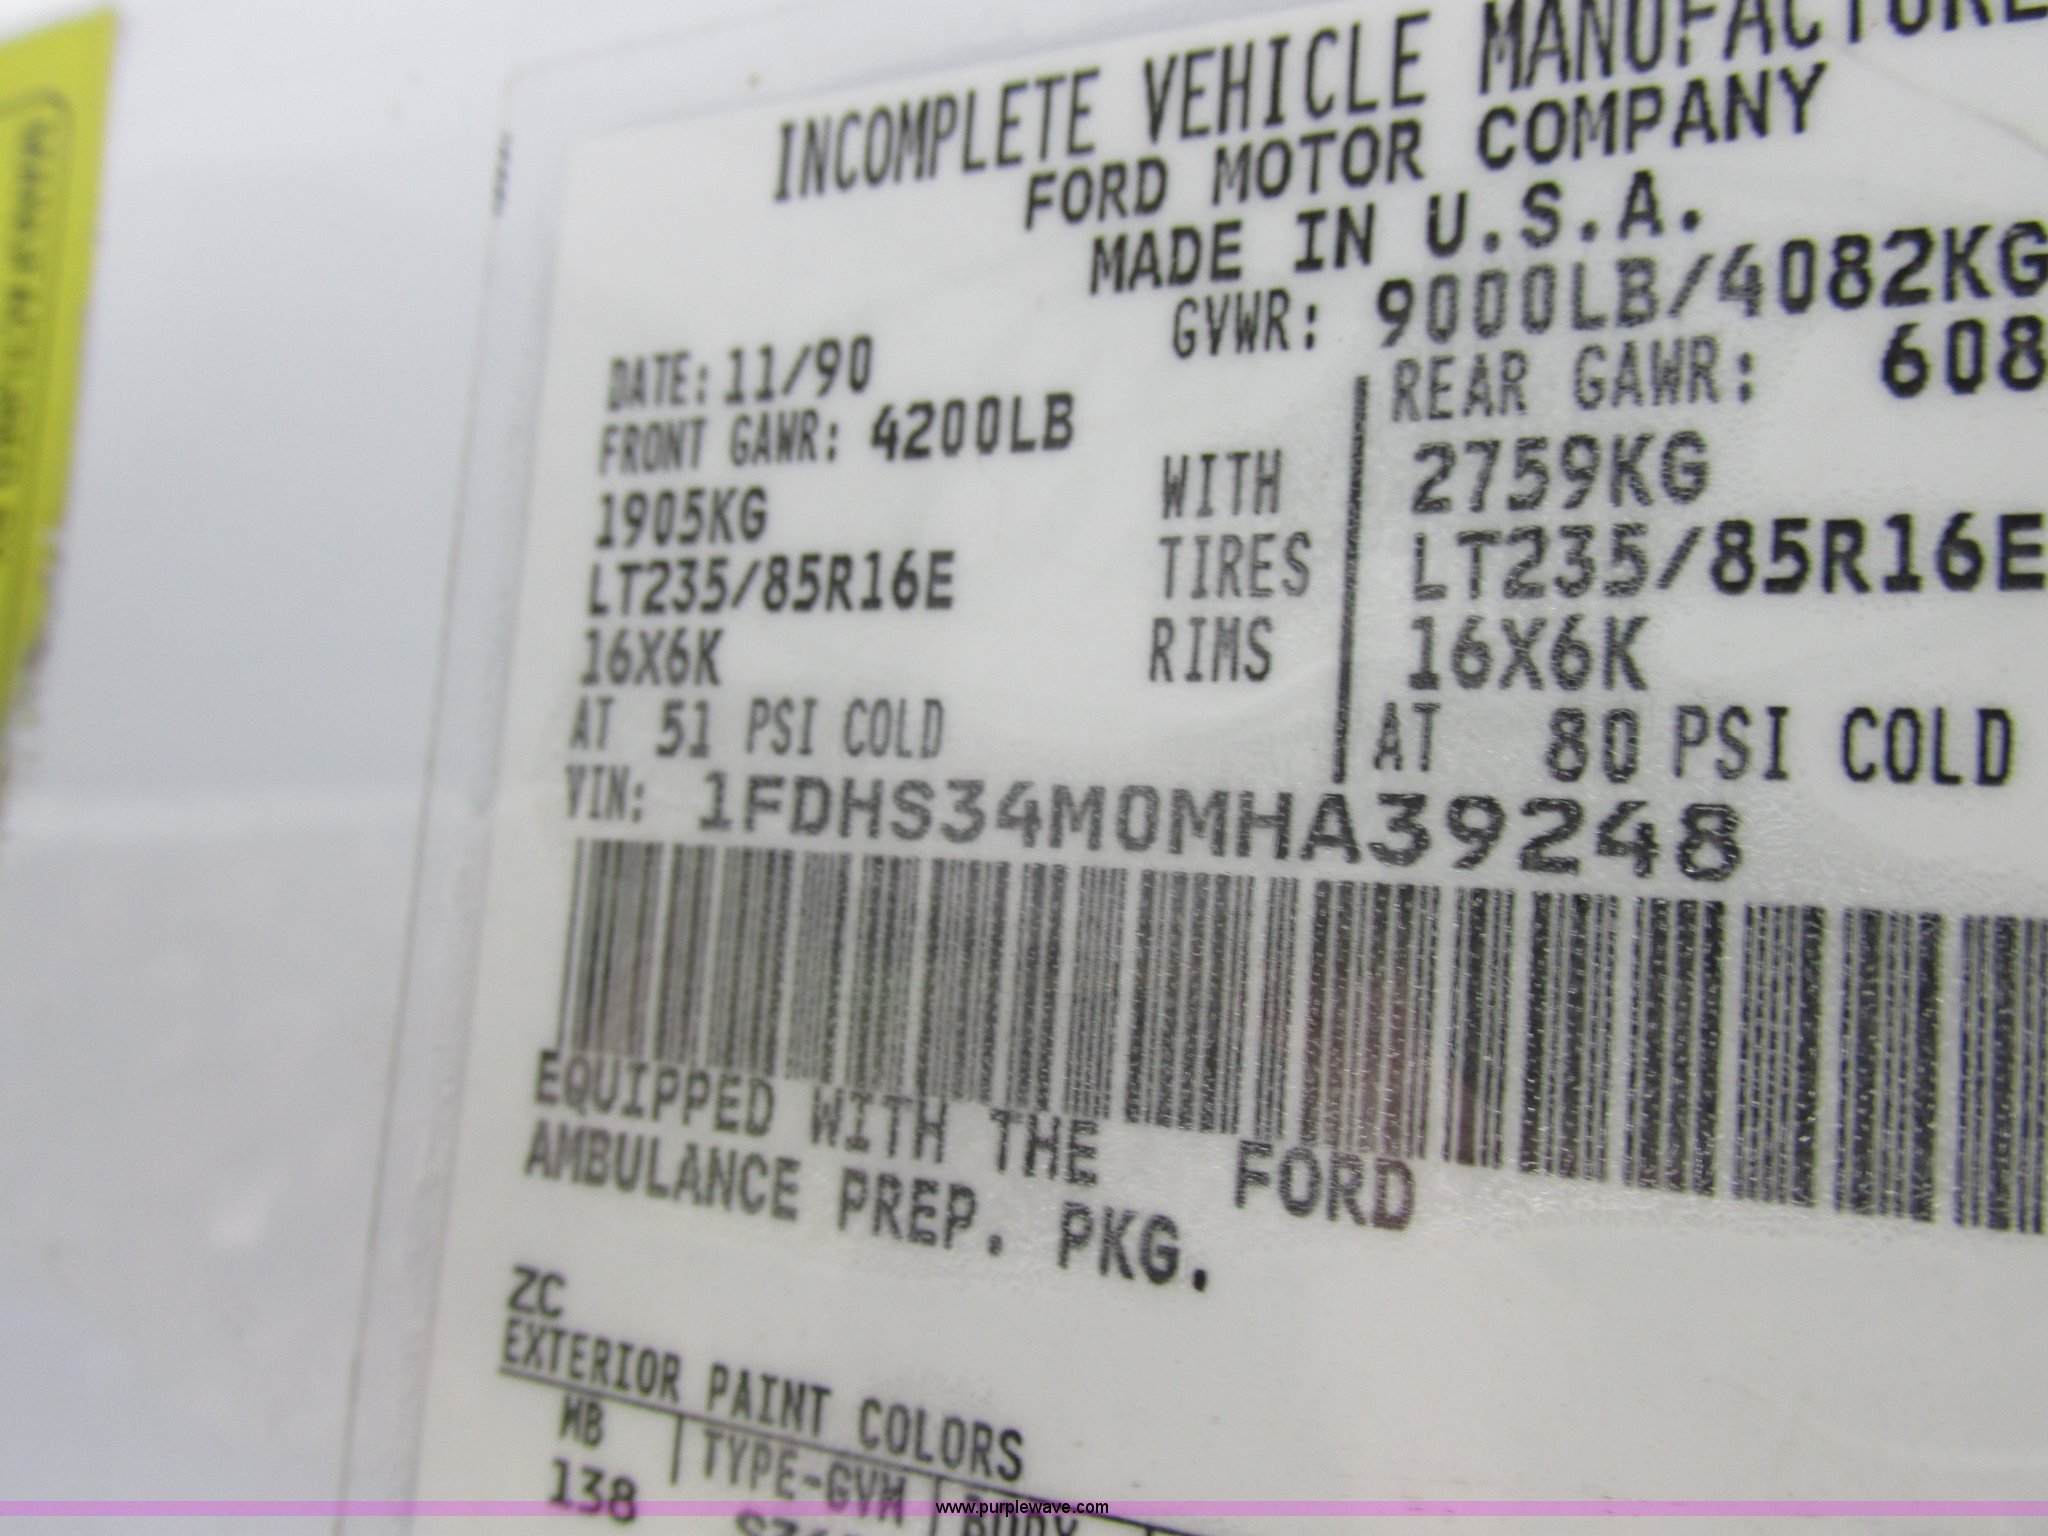 INCOMPLETE VEHICLE MANUFACTURE
FORD MOTOR COMPANY
MADE IN U.S.A.
GVWR: 9000LB/4082KG
DATE: 11/90
FRONT GAWR: 4200LB
1905KG
LT235/85R16E
16X6K
AT 51 PSI COLD
WITH
TIRES
RIMS
REAR GAWR: 608
2759KG
LT235/85R16E
16X6K
AT 80 PSI COLD
VIN: 1FDHS34M0MHA39248
EQUIPPED WITH THE FORD
AMBULANCE PREP. PKG.
ZC
EXTERIOR PAINT COLORS
WB TYPE-GVW BODY
138
www.purplewave.com